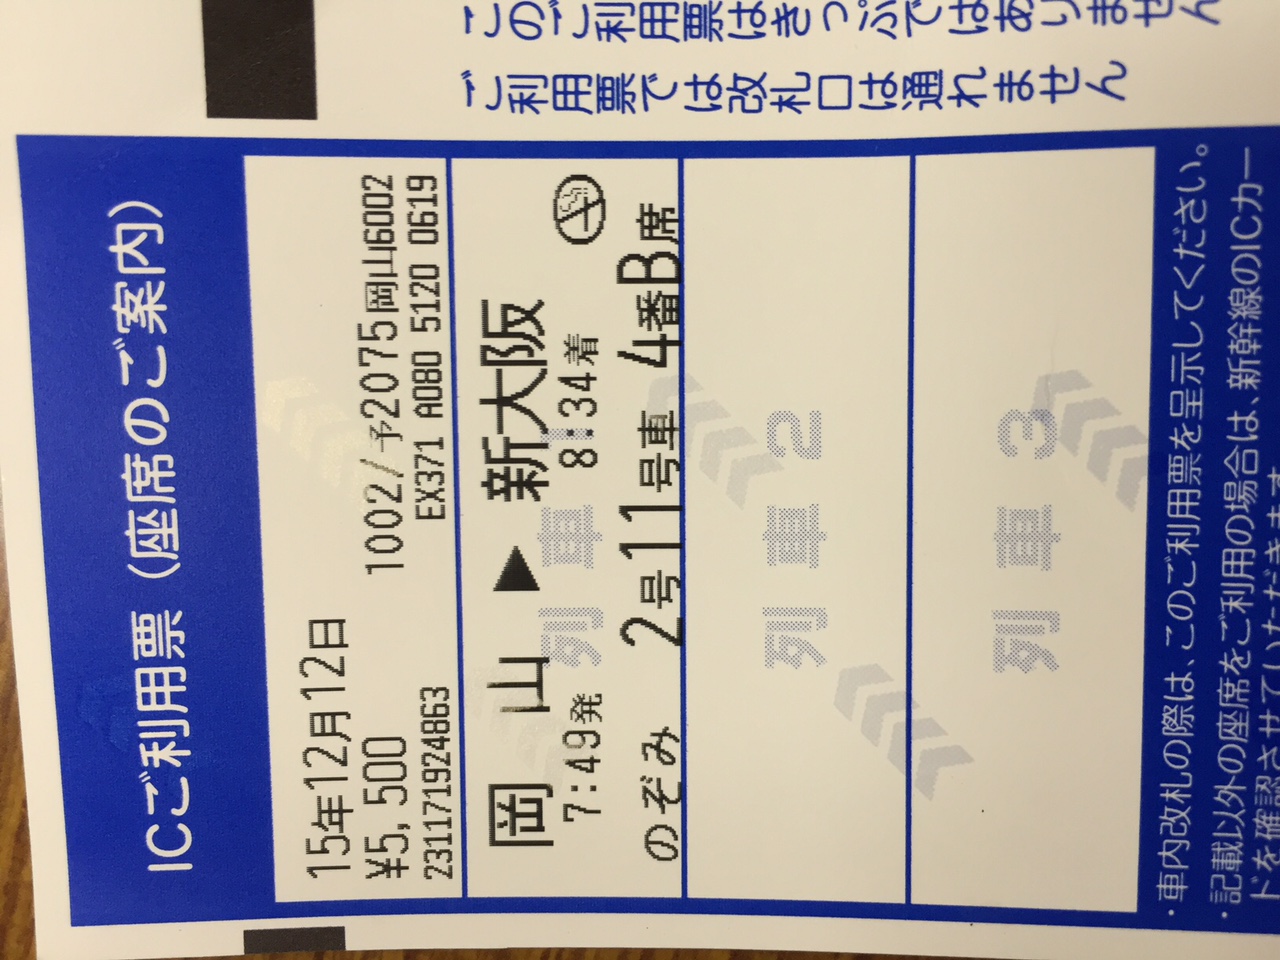 このご利用票はきっぷではありません
ご利用票では改札口は通れません
ICご利用票（座席のご案内）
15年12月12日
¥5,500 1002/予2075岡山6002
231171924863 EX371 A080 5120 0619
岡 山 ▶ 新大阪
7:49発 8:34着
のぞみ 2号11号車 4番B席
列車1
列車2
列車3
・車内改札の際は、このご利用票を呈示してください。
・記載以外の座席をご利用の場合は、新幹線のICカー
ドを確認させていただきます